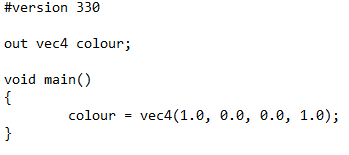 #version 330

out vec4 colour;

void main()
{
        colour = vec4(1.0, 0.0, 0.0, 1.0);
}